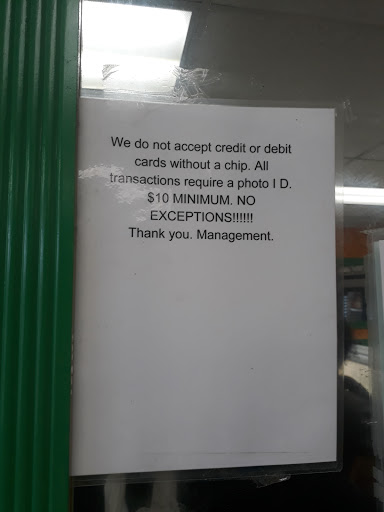 We do not accept credit or debit
cards without a chip. All
transactions require a photo I D.
$10 MINIMUM. NO
EXCEPTIONS!!!!!!
Thank you. Management.